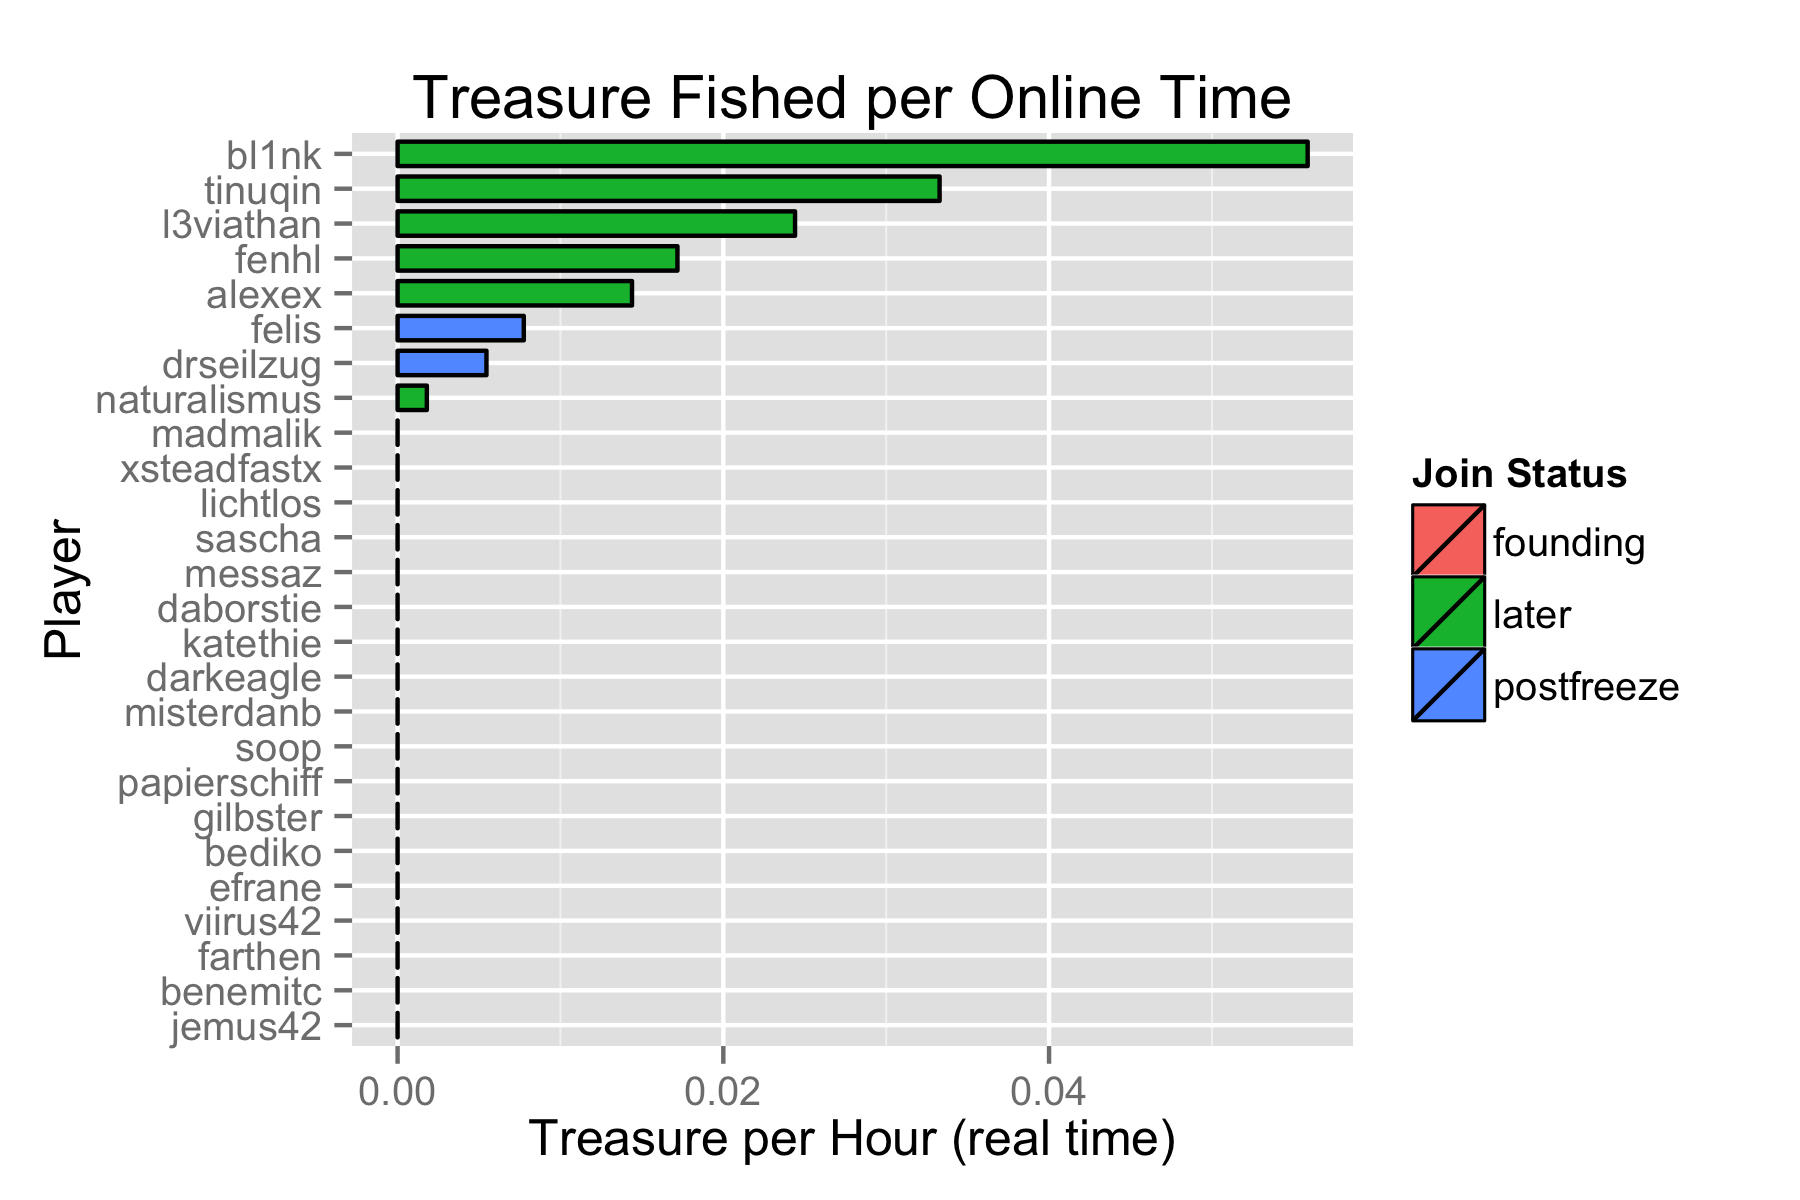 Treasure Fished per Online Time
bl1nk
tinuqin
l3viathan
fenhl
alexex
felis
drseilzug
naturalismus
madmalik
xsteadfastx
lichtlos
sascha
messaz
daborstie
katethie
darkeagle
misterdanb
soop
papierschiff
gilbster
bediko
efrane
viirus42
farthen
benemitc
jemus42
Player
0.00 0.02 0.04
Treasure per Hour (real time)
Join Status
founding
later
postfreeze